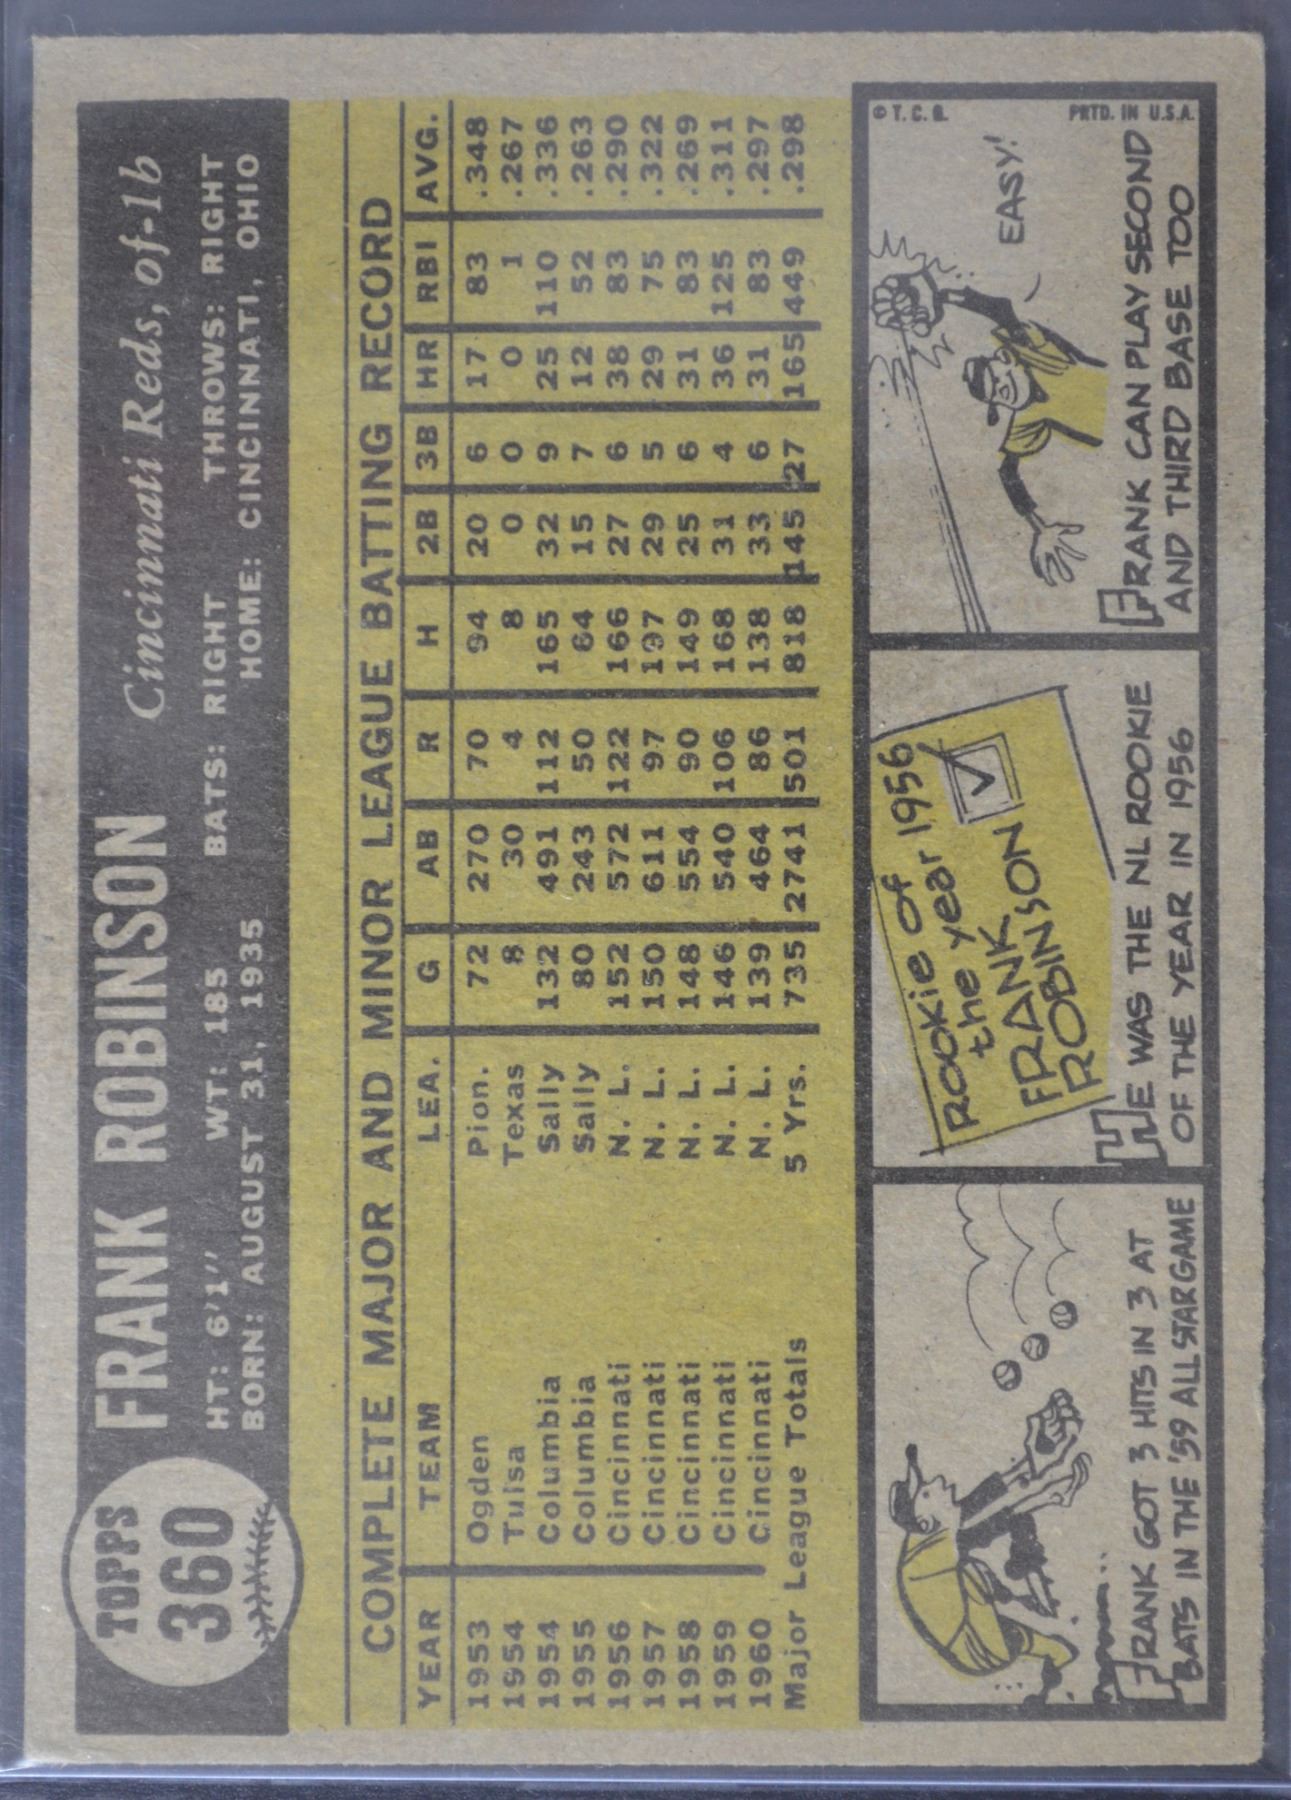 TOPPS
360
FRANK ROBINSON Cincinnati Reds, of-1b
HT: 6'1" WT: 185 BATS: RIGHT THROWS: RIGHT
BORN: AUGUST 31, 1935 HOME: CINCINNATI, OHIO
COMPLETE MAJOR AND MINOR LEAGUE BATTING RECORD
YEAR TEAM LEA. G AB R H 2B 3B HR RBI AVG.
1953 Ogden Pion. 72 270 70 94 20 6 17 83 .348
1954 Tulsa Texas 8 30 4 8 0 0 0 1 .267
1954 Columbia Sally 132 491 112 165 32 9 25 110 .336
1955 Columbia Sally 80 243 50 64 15 7 12 52 .263
1956 Cincinnati N. L. 152 572 122 166 27 6 38 83 .290
1957 Cincinnati N. L. 150 611 97 197 29 5 29 75 .322
1958 Cincinnati N. L. 148 554 90 149 25 6 31 83 .269
1959 Cincinnati N. L. 146 540 106 168 31 4 36 125 .311
1960 Cincinnati N. L. 139 464 86 138 33 6 31 83 .297
Major League Totals 5 Yrs. 735 2741 501 818 145 27 165 449 .298
FRANK GOT 3 HITS IN 3 AT
BATS IN THE '59 ALL STAR GAME
ROOKIE OF
the year 1956
FRANK
ROBINSON
HE WAS THE NL ROOKIE
OF THE YEAR IN 1956
© T. C. G. PRTD. IN U.S.A.
EASY!
FRANK CAN PLAY SECOND
AND THIRD BASE TOO